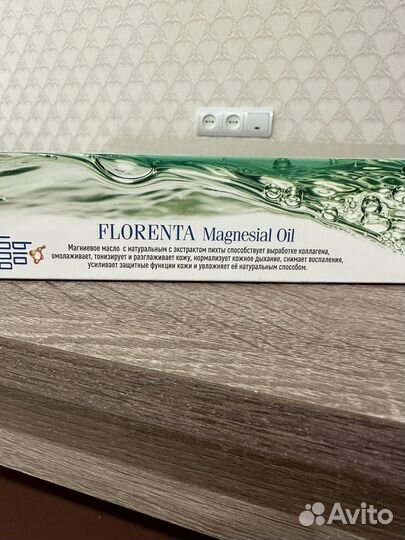 FLORENTA Magnesial Oil
Магниевое масло с натуральным с экстрактом пихты способствует выработке коллагена,
омолаживает, тонизирует и разглаживает кожу, нормализует кожное дыхание, снимает воспаления,
усиливает защитные функции кожи и увлажняет её натуральным способом.
bio
Avito